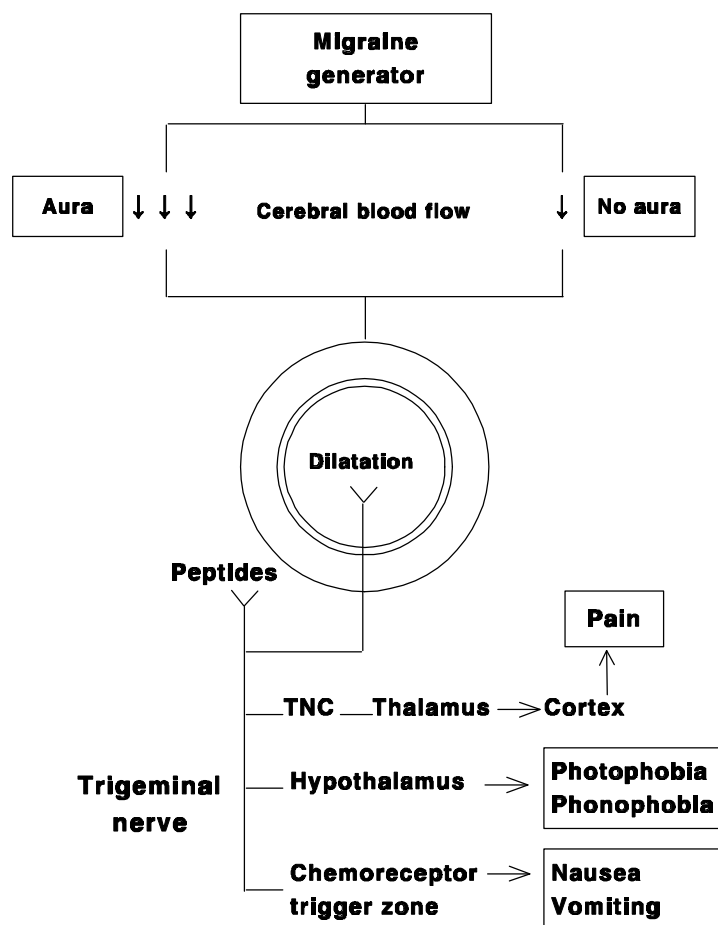 Migraine
generator
Aura
Cerebral blood flow
No aura
Dilatation
Peptides
Pain
TNC
Thalamus
Cortex
Trigeminal
nerve
Hypothalamus
Photophobia
Phonophobia
Chemoreceptor
trigger zone
Nausea
Vomiting